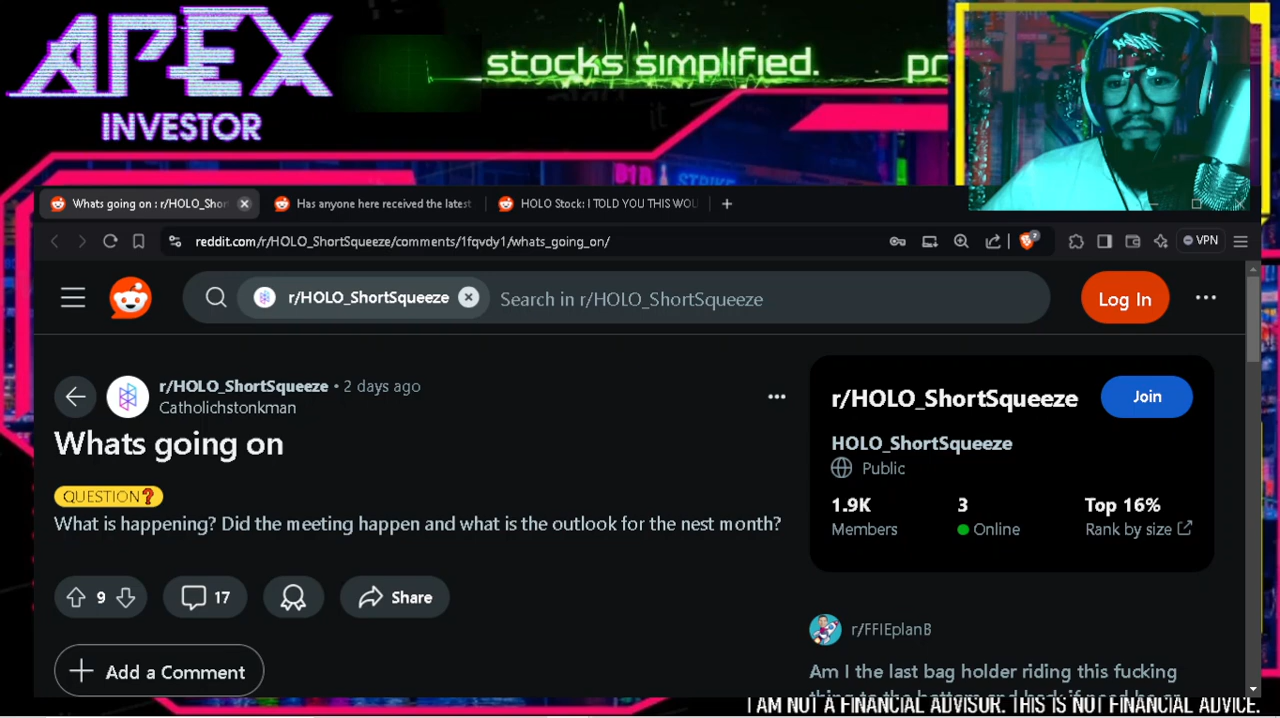 APEX
INVESTOR
stocks simplified.
pr
it
B1B
STRIKE
Whats going on : r/HOLO_Shor
Has anyone here received the latest
HOLO Stock: I TOLD YOU THIS WOU
reddit.com/r/HOLO_ShortSqueeze/comments/1fqvdy1/whats_going_on/
2
VPN
r/HOLO_ShortSqueeze
Search in r/HOLO_ShortSqueeze
Log In
r/HOLO_ShortSqueeze • 2 days ago
Catholichstonkman
Whats going on
QUESTION❓
What is happening? Did the meeting happen and what is the outlook for the nest month?
9
17
Share
Add a Comment
r/HOLO_ShortSqueeze
Join
HOLO_ShortSqueeze
Public
1.9K
3
Top 16%
Members
Online
Rank by size
r/FFIEplanB
Am I the last bag holder riding this fucking
I AM NOT A FINANCIAL ADVISOR. THIS IS NOT FINANCIAL ADVICE.